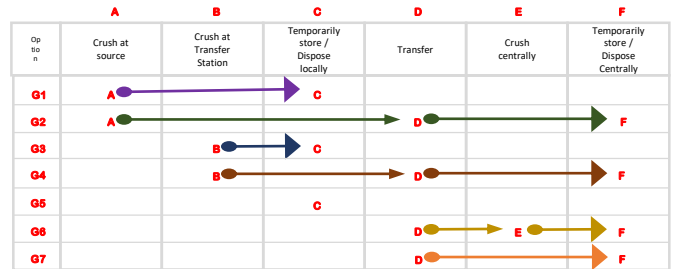 A B C D E F
Op
tio
n
Crush at
source
Crush at
Transfer
Station
Temporarily
store /
Dispose
locally
Transfer
Crush
centrally
Temporarily
store /
Dispose
Centrally
G1 A C
G2 A D F
G3 B C
G4 B D F
G5 C
G6 D E F
G7 D F